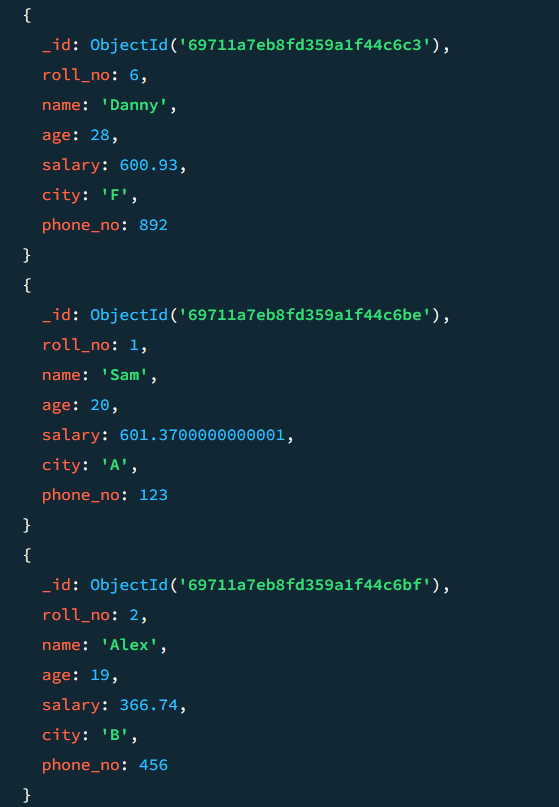 {
_id: ObjectId('69711a7eb8fd359a1f44c6c3'),
roll_no: 6,
name: 'Danny',
age: 28,
salary: 600.93,
city: 'F',
phone_no: 892
}
{
_id: ObjectId('69711a7eb8fd359a1f44c6be'),
roll_no: 1,
name: 'Sam',
age: 20,
salary: 601.3700000000001,
city: 'A',
phone_no: 123
}
{
_id: ObjectId('69711a7eb8fd359a1f44c6bf'),
roll_no: 2,
name: 'Alex',
age: 19,
salary: 366.74,
city: 'B',
phone_no: 456
}